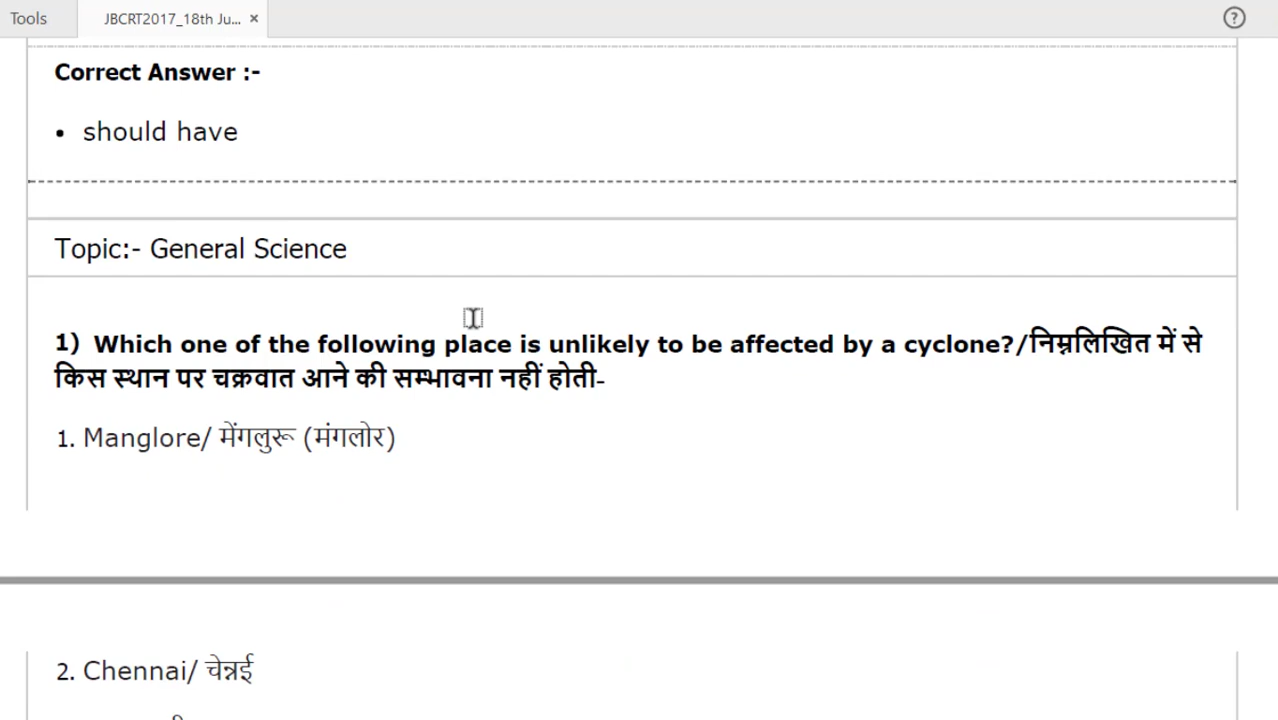 Tools
JBCRT2017_18th Ju... ×
?
Correct Answer :-
• should have
Topic:- General Science
1) Which one of the following place is unlikely to be affected by a cyclone?/निम्नलिखित में से
किस स्थान पर चक्रवात आने की सम्भावना नहीं होती-
1. Manglore/ मेंगलुरू (मंगलोर)
2. Chennai/ चेन्नई